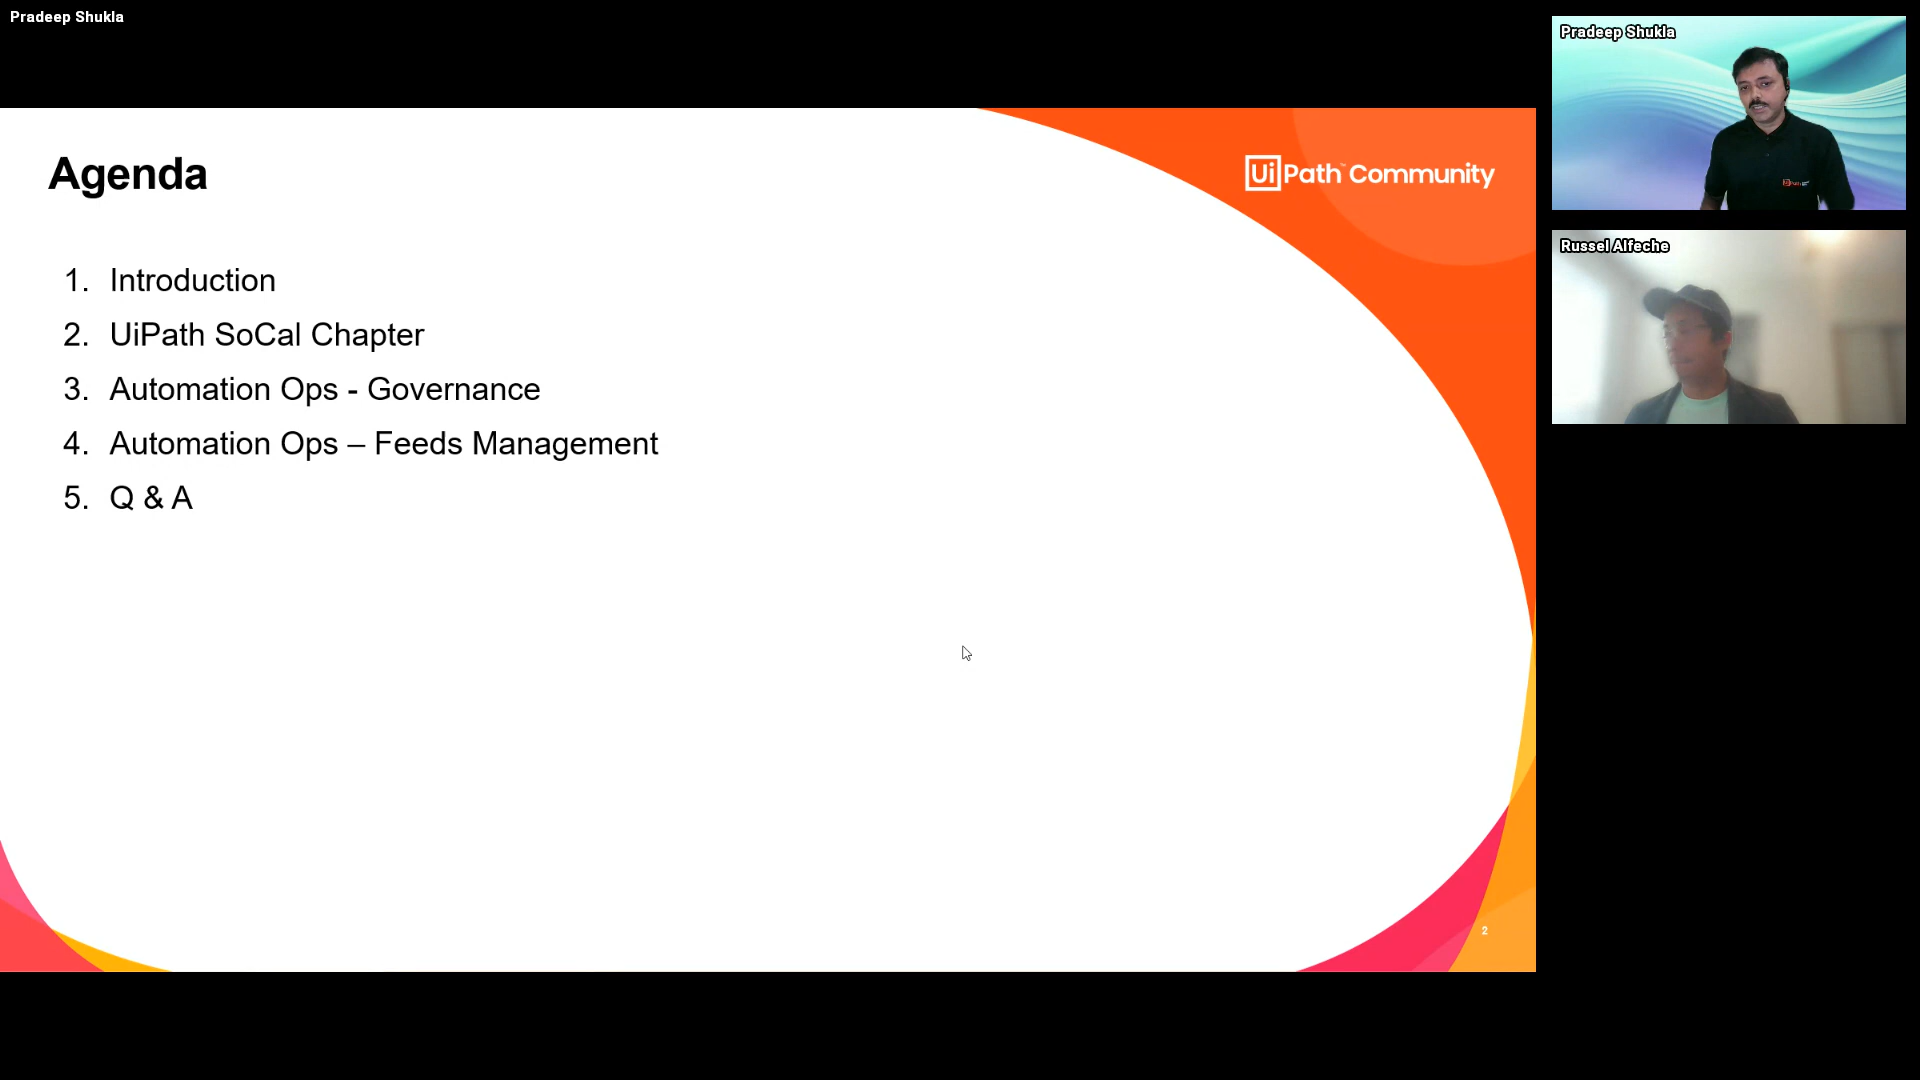 Pradeep Shukla
Agenda
UiPath™ Community
1. Introduction
2. UiPath SoCal Chapter
3. Automation Ops - Governance
4. Automation Ops – Feeds Management
5. Q & A
2
Pradeep Shukla
Russel Alfeche